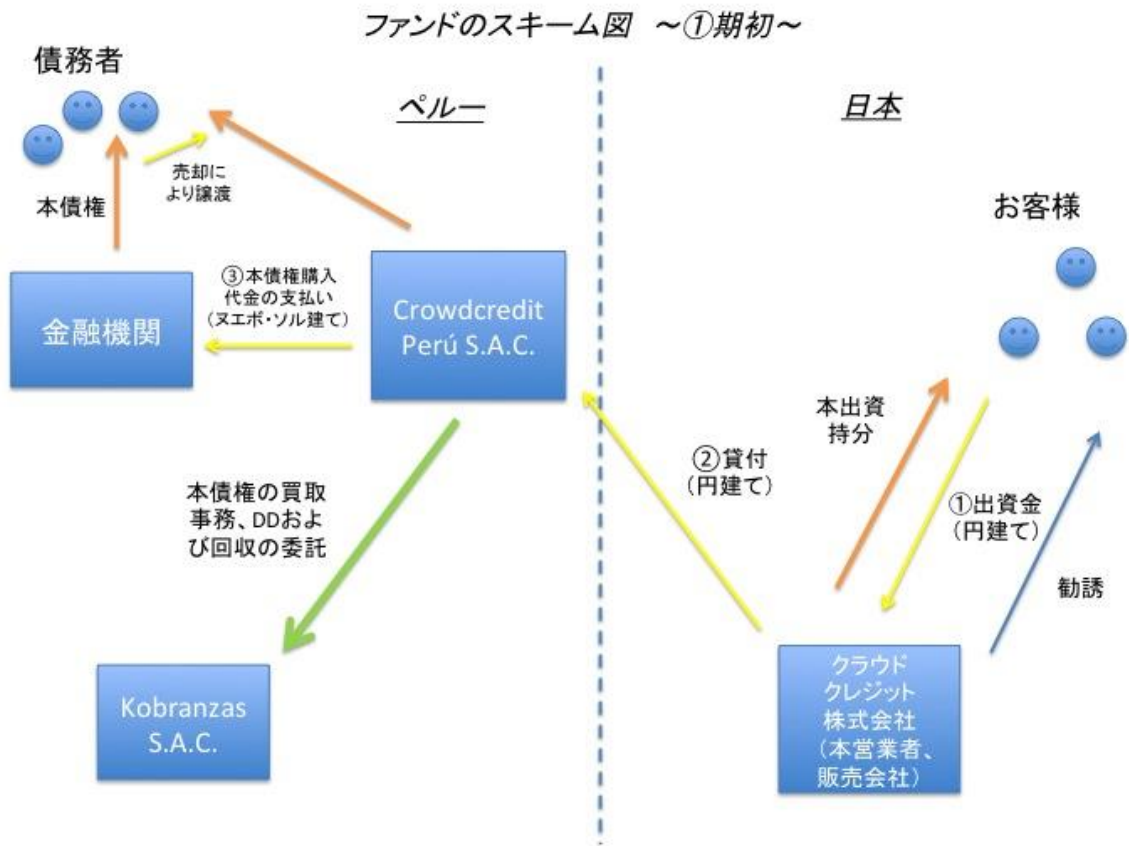 ファンドのスキーム図 ～①期初～
債務者
ペルー
日本
売却に
より譲渡
本債権
お客様
③本債権購入
代金の支払い
(ヌエボ・ソル建て)
金融機関
Crowdcredit
Perú S.A.C.
本出資
持分
②貸付
(円建て)
①出資金
(円建て)
本債権の買取
事務、DDおよ
び回収の委託
勧誘
Kobranzas
S.A.C.
クラウド
クレジット
株式会社
(本営業者、
販売会社)